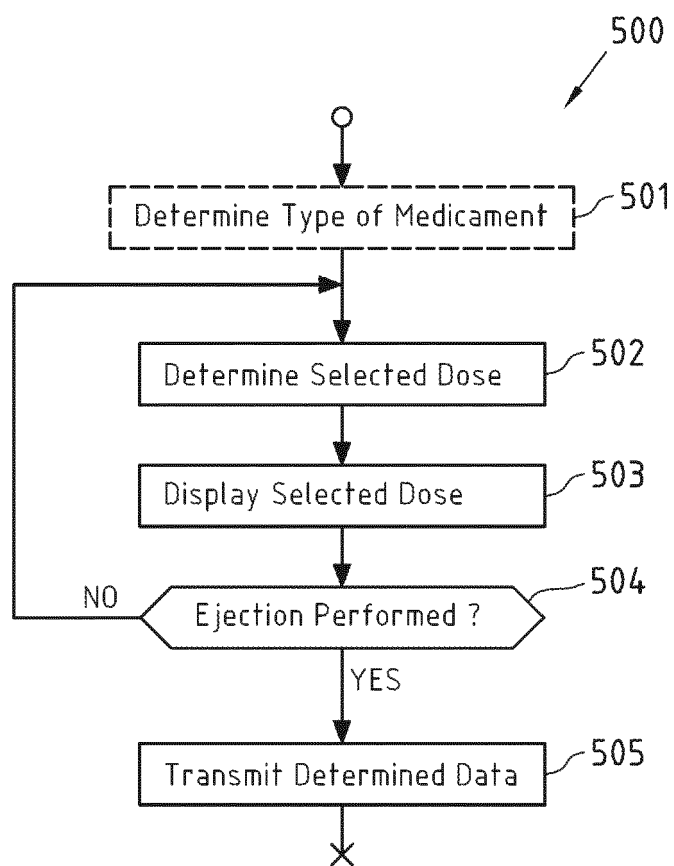 500
Determine Type of Medicament
501
Determine Selected Dose
502
Display Selected Dose
503
Ejection Performed ?
504
NO
YES
Transmit Determined Data
505